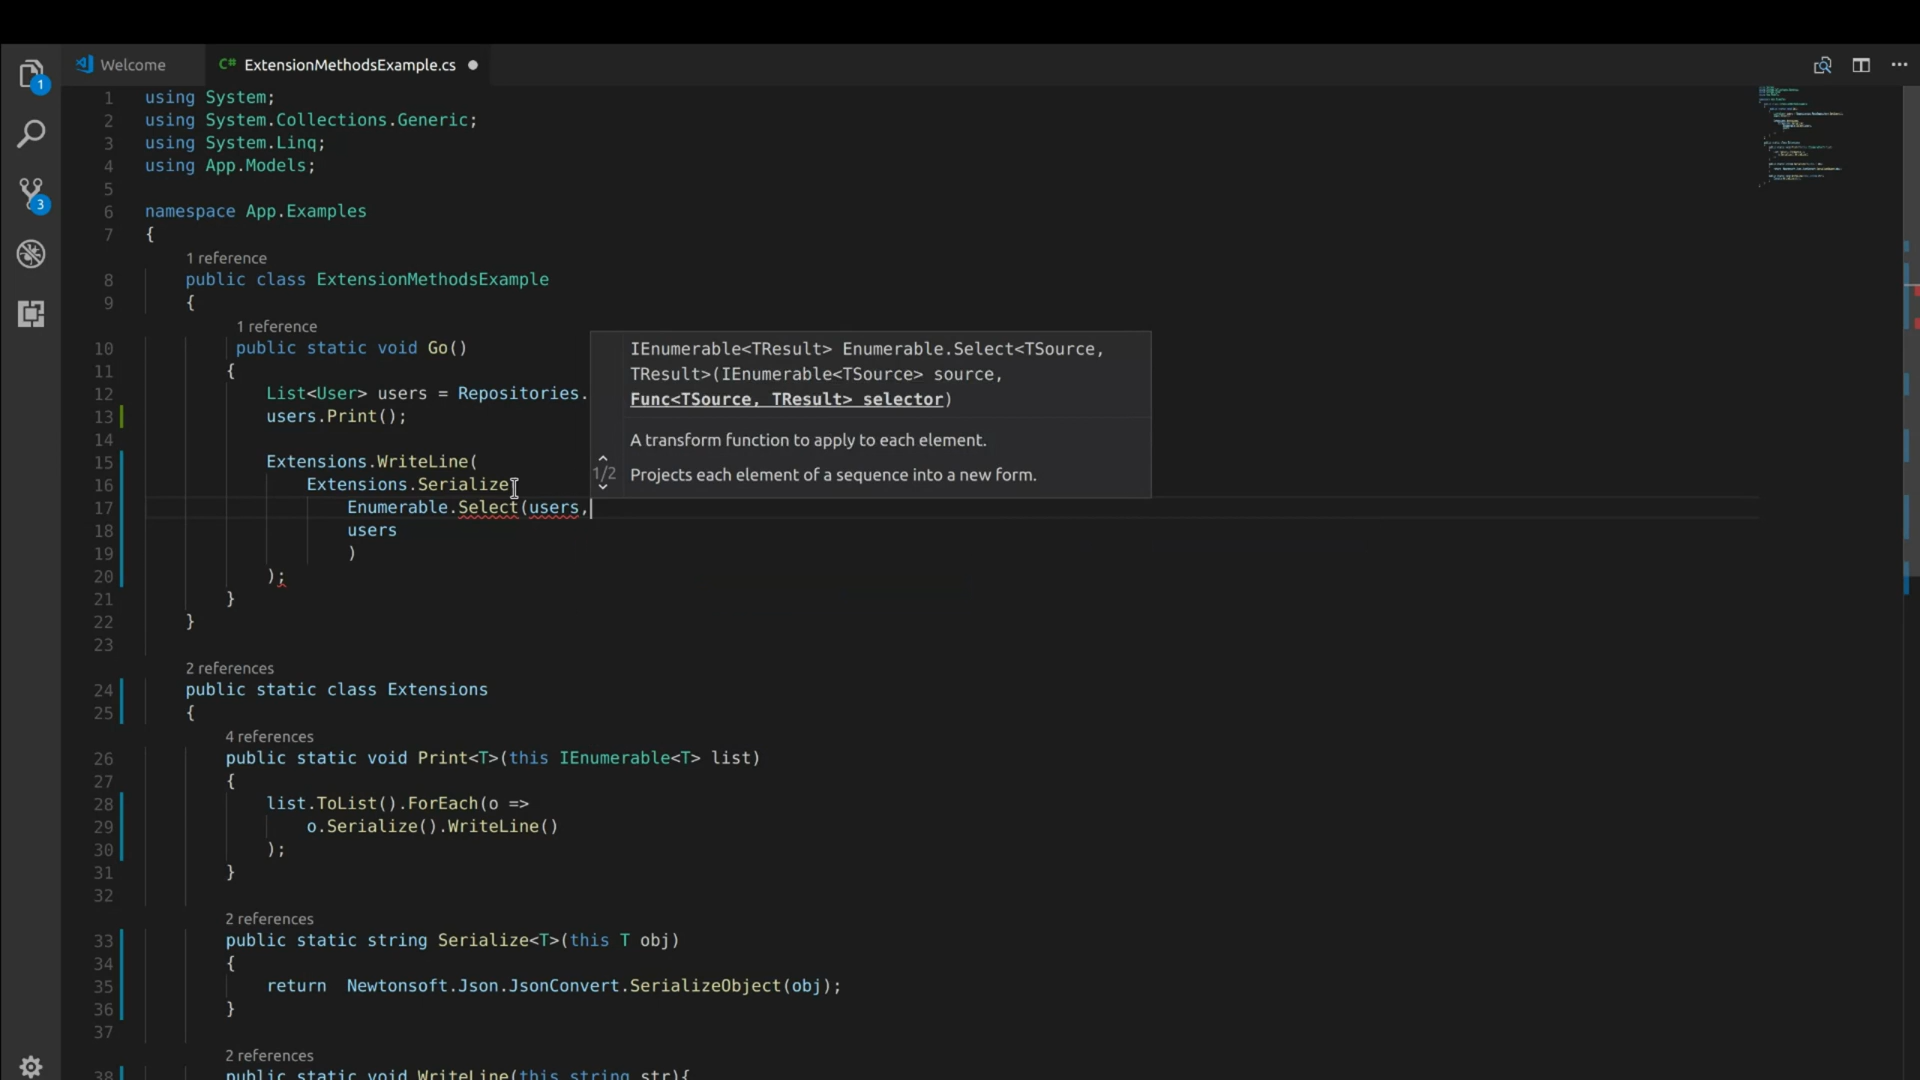 Welcome
C# ExtensionMethodsExample.cs
1
3
1 using System;
2 using System.Collections.Generic;
3 using System.Linq;
4 using App.Models;
5
6 namespace App.Examples
7 {
1 reference
8 public class ExtensionMethodsExample
9 {
1 reference
10 public static void Go()
11 {
12 List<User> users = Repositories.
13 users.Print();
14
15 Extensions.WriteLine(
16 Extensions.Serialize
17 Enumerable.Select(users,
18 users
19 )
20 );
21 }
22 }
23
IEnumerable<TResult> Enumerable.Select<TSource,
TResult>(IEnumerable<TSource> source,
Func<TSource, TResult> selector)
A transform function to apply to each element.
1/2
Projects each element of a sequence into a new form.
2 references
24 public static class Extensions
25 {
4 references
26 public static void Print<T>(this IEnumerable<T> list)
27 {
28 list.ToList().ForEach(o =>
29 o.Serialize().WriteLine()
30 );
31 }
32
2 references
33 public static string Serialize<T>(this T obj)
34 {
35 return  Newtonsoft.Json.JsonConvert.SerializeObject(obj);
36 }
37
2 references
38 public static void WriteLine(this string str){